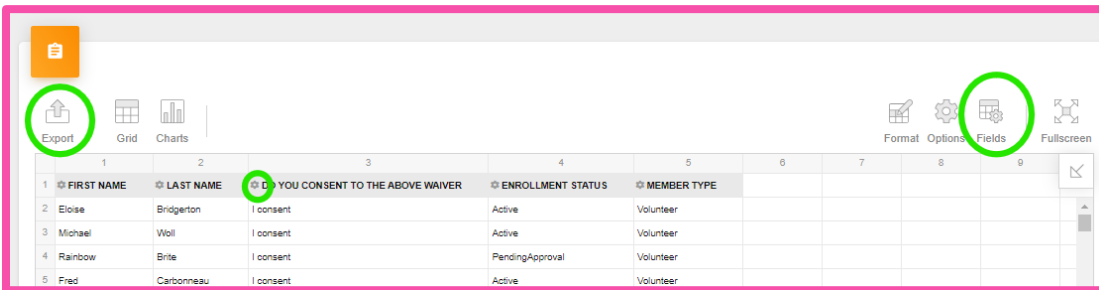 Export Grid Charts Format Options Fields Fullscreen
1 2 3 4 5 6 7 8 9
1 FIRST NAME LAST NAME DO YOU CONSENT TO THE ABOVE WAIVER ENROLLMENT STATUS MEMBER TYPE
2 Eloise Bridgerton I consent Active Volunteer
3 Michael Woll I consent Active Volunteer
4 Rainbow Brite I consent PendingApproval Volunteer
5 Fred Carbonneau I consent Active Volunteer